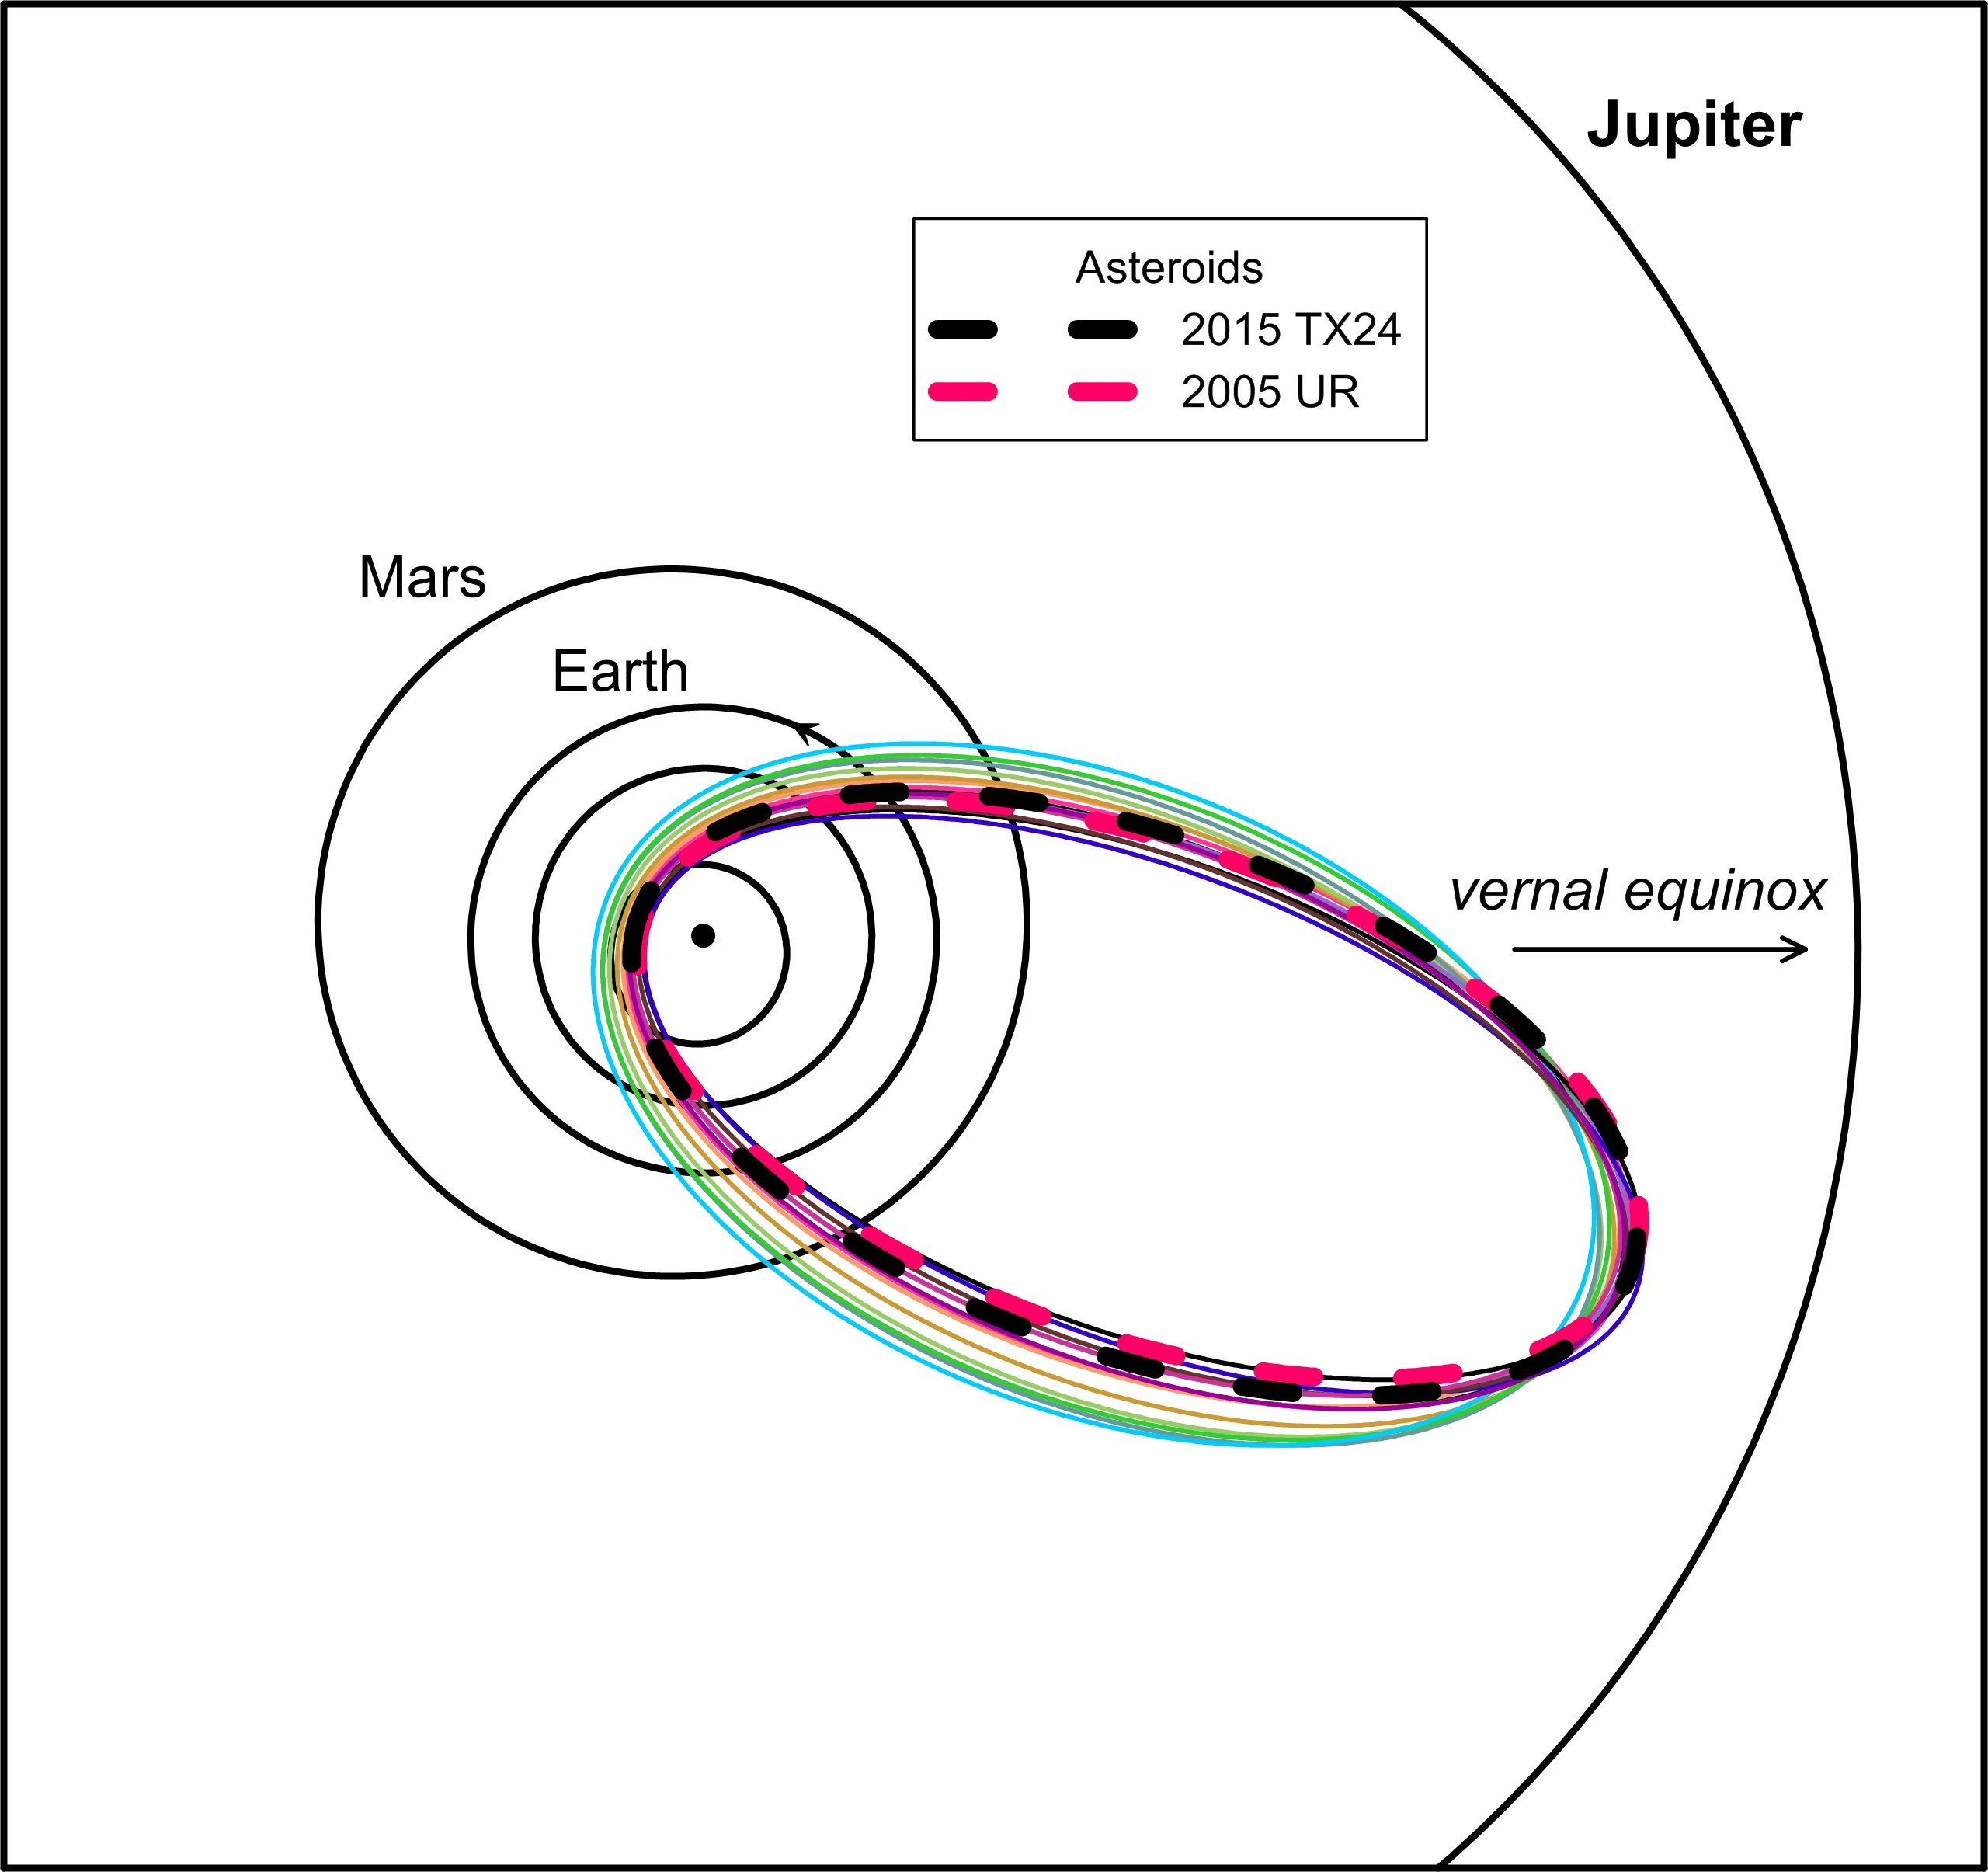 Jupiter
Asteroids
2015 TX24
2005 UR
Mars
Earth
vernal equinox